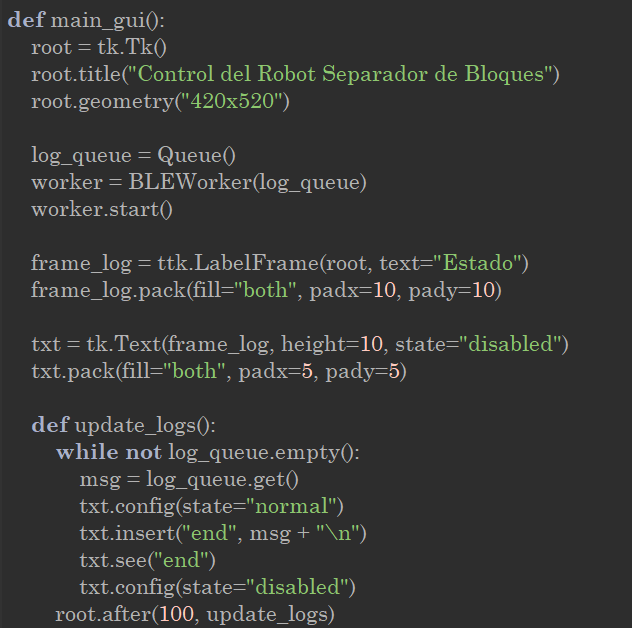 def main_gui():
    root = tk.Tk()
    root.title("Control del Robot Separador de Bloques")
    root.geometry("420x520")

    log_queue = Queue()
    worker = BLEWorker(log_queue)
    worker.start()

    frame_log = ttk.LabelFrame(root, text="Estado")
    frame_log.pack(fill="both", padx=10, pady=10)

    txt = tk.Text(frame_log, height=10, state="disabled")
    txt.pack(fill="both", padx=5, pady=5)

    def update_logs():
        while not log_queue.empty():
            msg = log_queue.get()
            txt.config(state="normal")
            txt.insert("end", msg + "\n")
            txt.see("end")
            txt.config(state="disabled")
        root.after(100, update_logs)